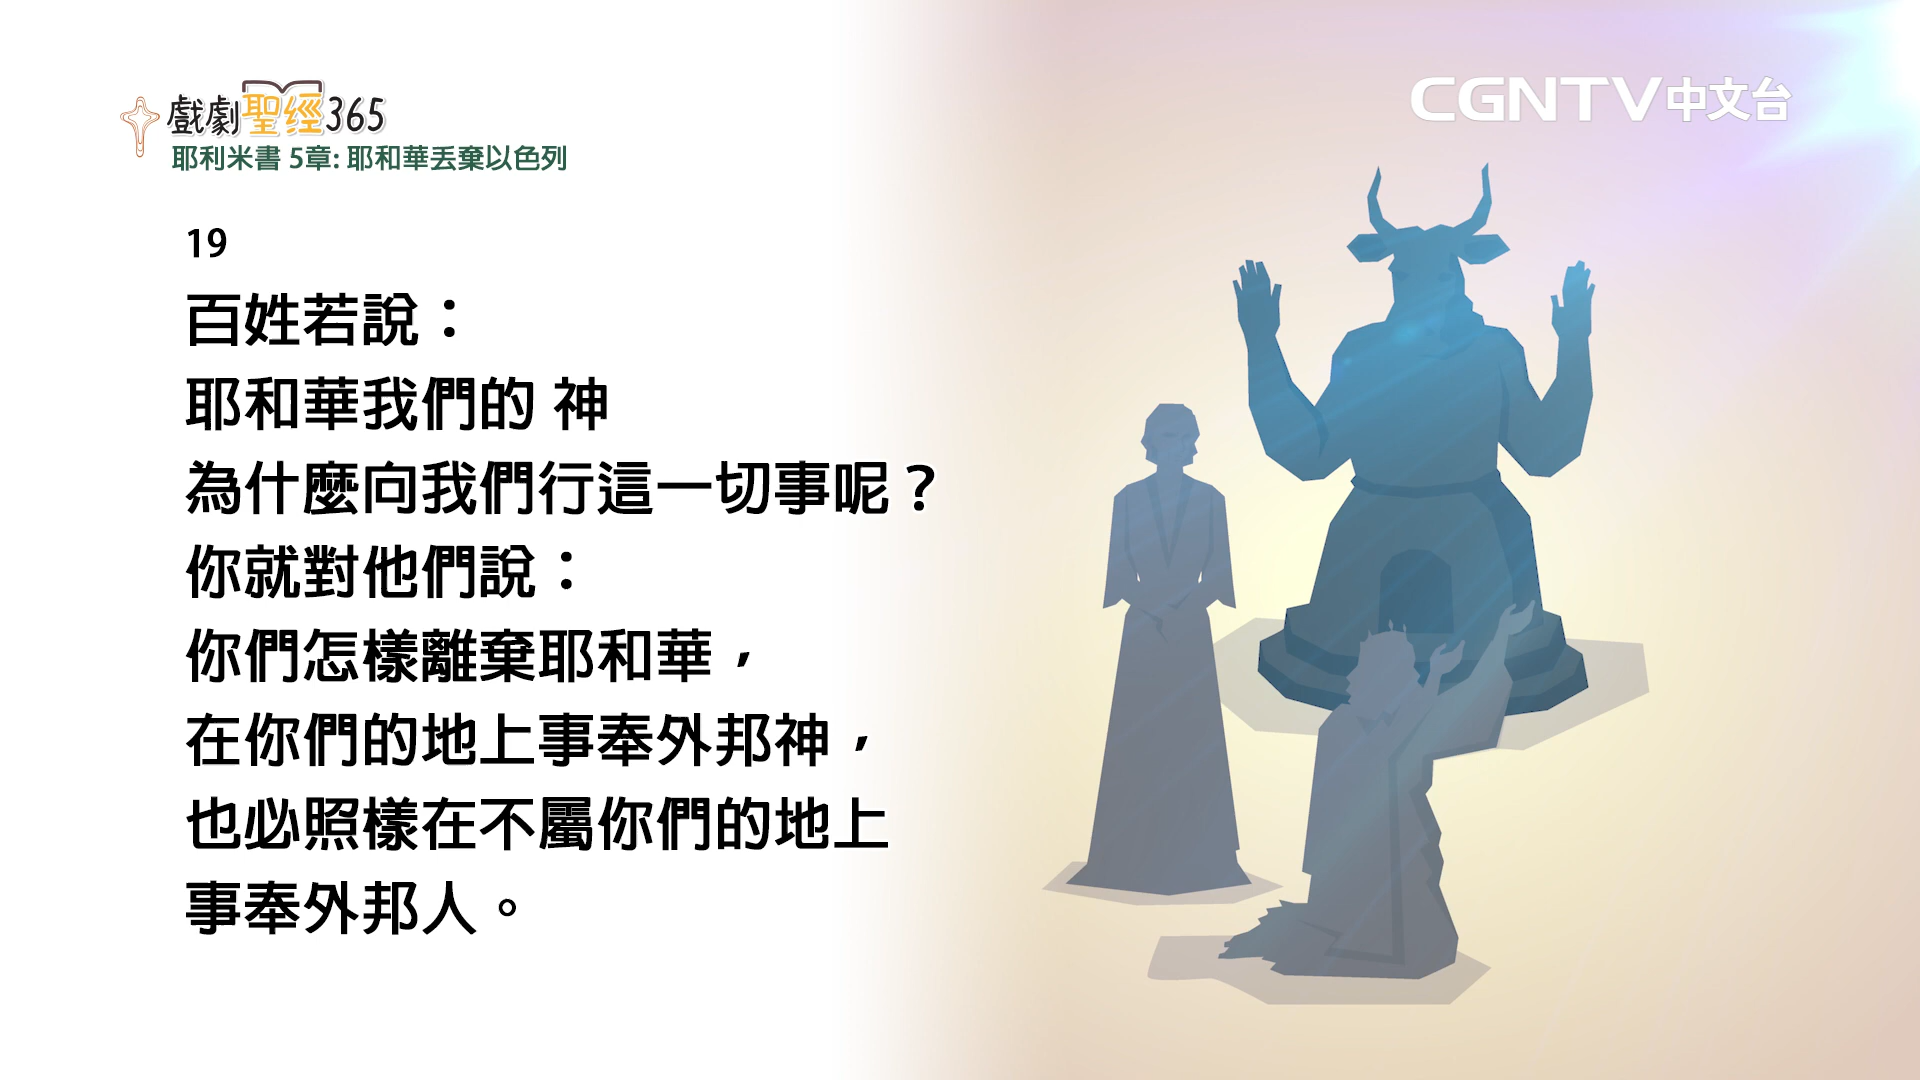 戲劇聖經365
耶利米書 5章: 耶和華丟棄以色列
CGNTV中文台
19
百姓若說：
耶和華我們的 神
為什麼向我們行這一切事呢？
你就對他們說：
你們怎樣離棄耶和華，
在你們的地上事奉外邦神，
也必照樣在不屬你們的地上
事奉外邦人。